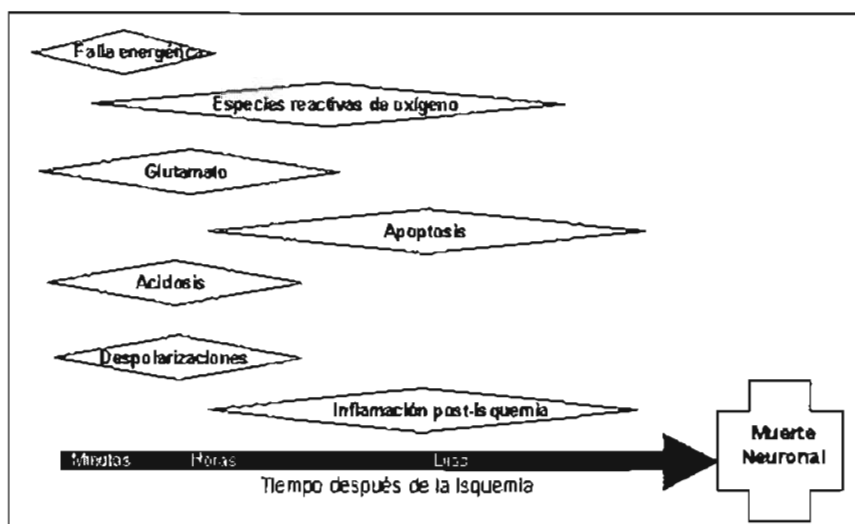 Falla energética
Especies reactivas de oxígeno
Glutamato
Apoptosis
Acidosis
Despolarizaciones
Inflamación post-isquemia
Minutos Horas
Tiempo después de la isquemia
Muerte
Neuronal